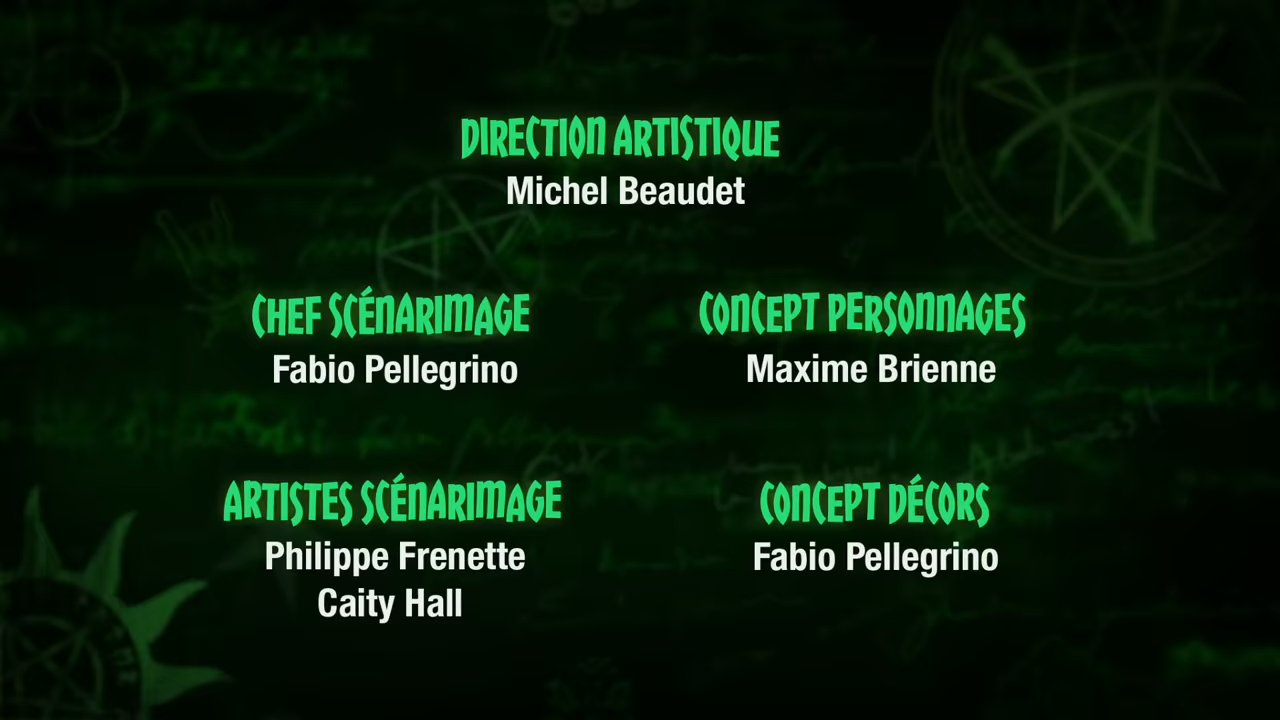 DIRECTION ARTISTIQUE
Michel Beaudet
CHEF SCÉNARIMAGE
Fabio Pellegrino
CONCEPT PERSONNAGES
Maxime Brienne
ARTISTES SCÉNARIMAGE
Philippe Frenette
Caity Hall
CONCEPT DÉCORS
Fabio Pellegrino